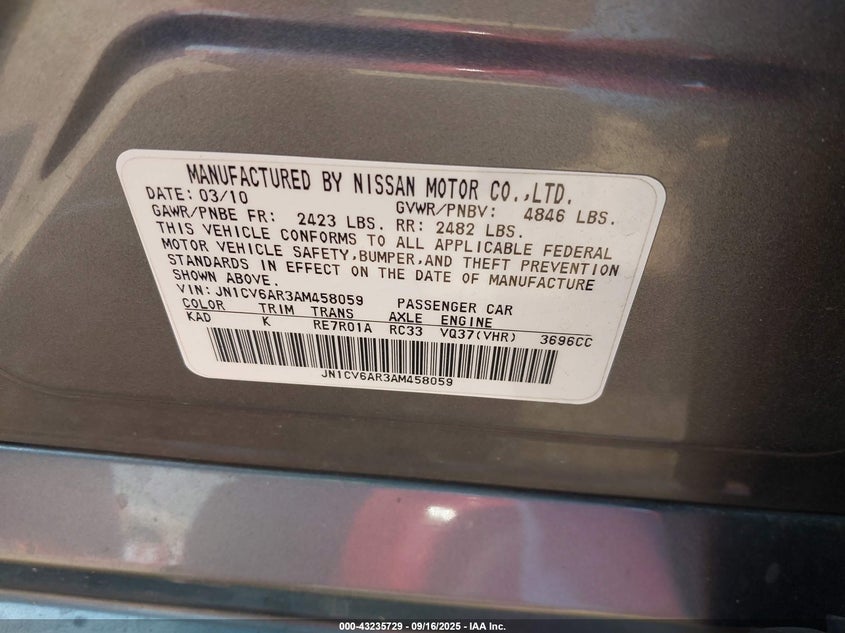 MANUFACTURED BY NISSAN MOTOR CO.,LTD.
DATE: 03/10 GVWR/PNBV: 4846 LBS.
GAWR/PNBE FR: 2423 LBS. RR: 2482 LBS.
THIS VEHICLE CONFORMS TO ALL APPLICABLE FEDERAL
MOTOR VEHICLE SAFETY,BUMPER,AND THEFT PREVENTION
STANDARDS IN EFFECT ON THE DATE OF MANUFACTURE
SHOWN ABOVE.
VIN: JN1CV6AR3AM458059 PASSENGER CAR
COLOR TRIM TRANS AXLE ENGINE
KAD K RE7R01A RC33 VQ37(VHR) 3696CC
JN1CV6AR3AM458059
000-43235729 - 09/16/2025 - IAA Inc.